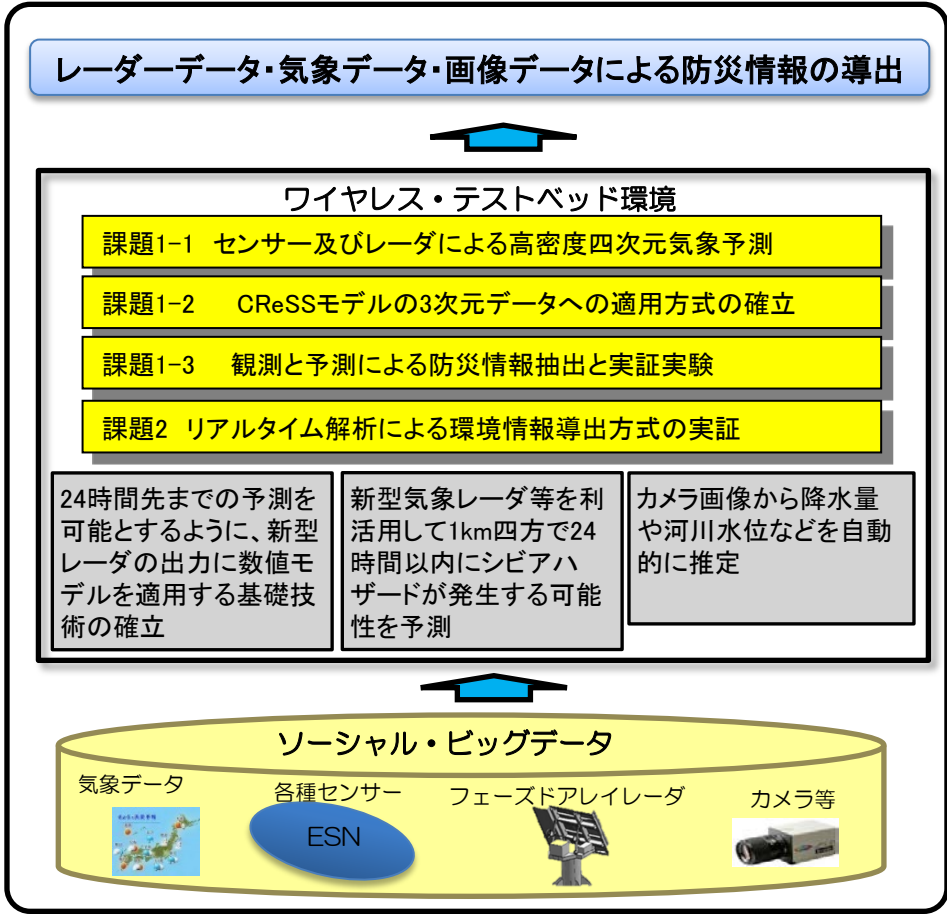 レーダーデータ・気象データ・画像データによる防災情報の導出
ワイヤレス・テストベッド環境
課題1-1 センサー及びレーダによる高密度四次元気象予測
課題1-2 CReSSモデルの3次元データへの適用方式の確立
課題1-3 観測と予測による防災情報抽出と実証実験
課題2 リアルタイム解析による環境情報導出方式の実証
24時間先までの予測を
可能とするように、新型
レーダの出力に数値モ
デルを適用する基礎技
術の確立
新型気象レーダ等を利
活用して1km四方で24
時間以内にシビアハ
ザードが発生する可能
性を予測
カメラ画像から降水量
や河川水位などを自動
的に推定
ソーシャル・ビッグデータ
気象データ
各種センサー
フェーズドアレイレーダ
カメラ等
ESN